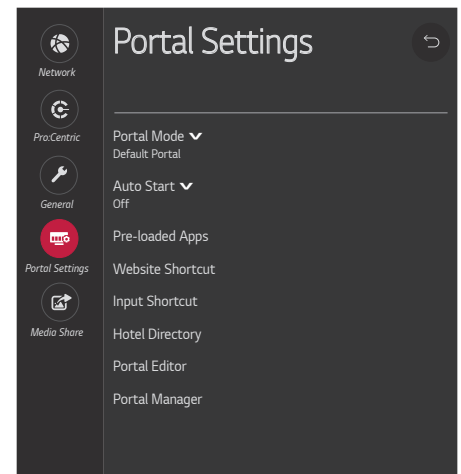 Portal Settings
Network
Pro:Centric
General
Portal Settings
Media Share
Portal Mode
Default Portal
Auto Start
Off
Pre-loaded Apps
Website Shortcut
Input Shortcut
Hotel Directory
Portal Editor
Portal Manager